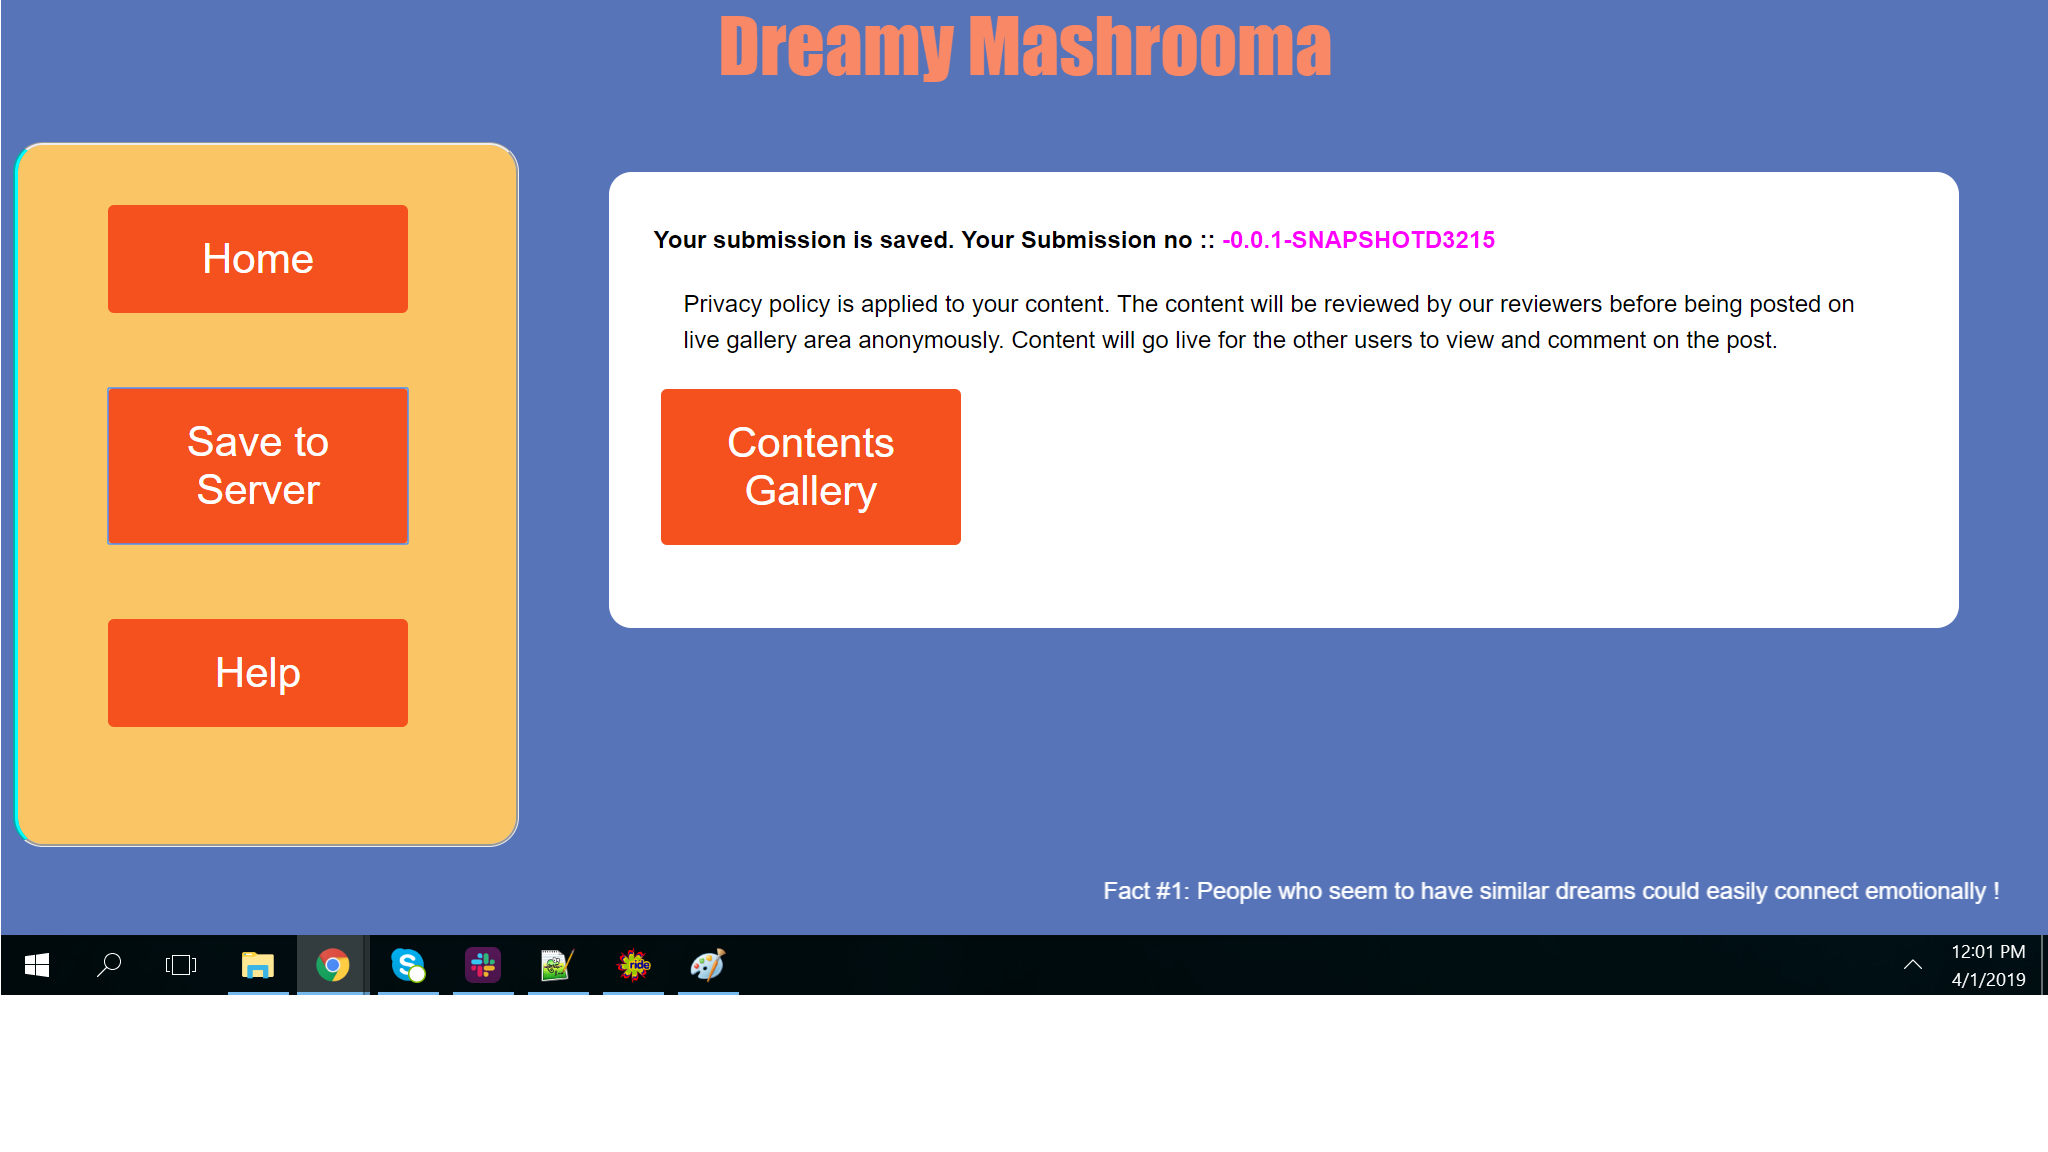 Dreamy Mashrooma
Home
Save to
Server
Help
Your submission is saved. Your Submission no :: -0.0.1-SNAPSHOTD3215
Privacy policy is applied to your content. The content will be reviewed by our reviewers before being posted on
live gallery area anonymously. Content will go live for the other users to view and comment on the post.
Contents
Gallery
Fact #1: People who seem to have similar dreams could easily connect emotionally !
ride
12:01 PM
4/1/2019